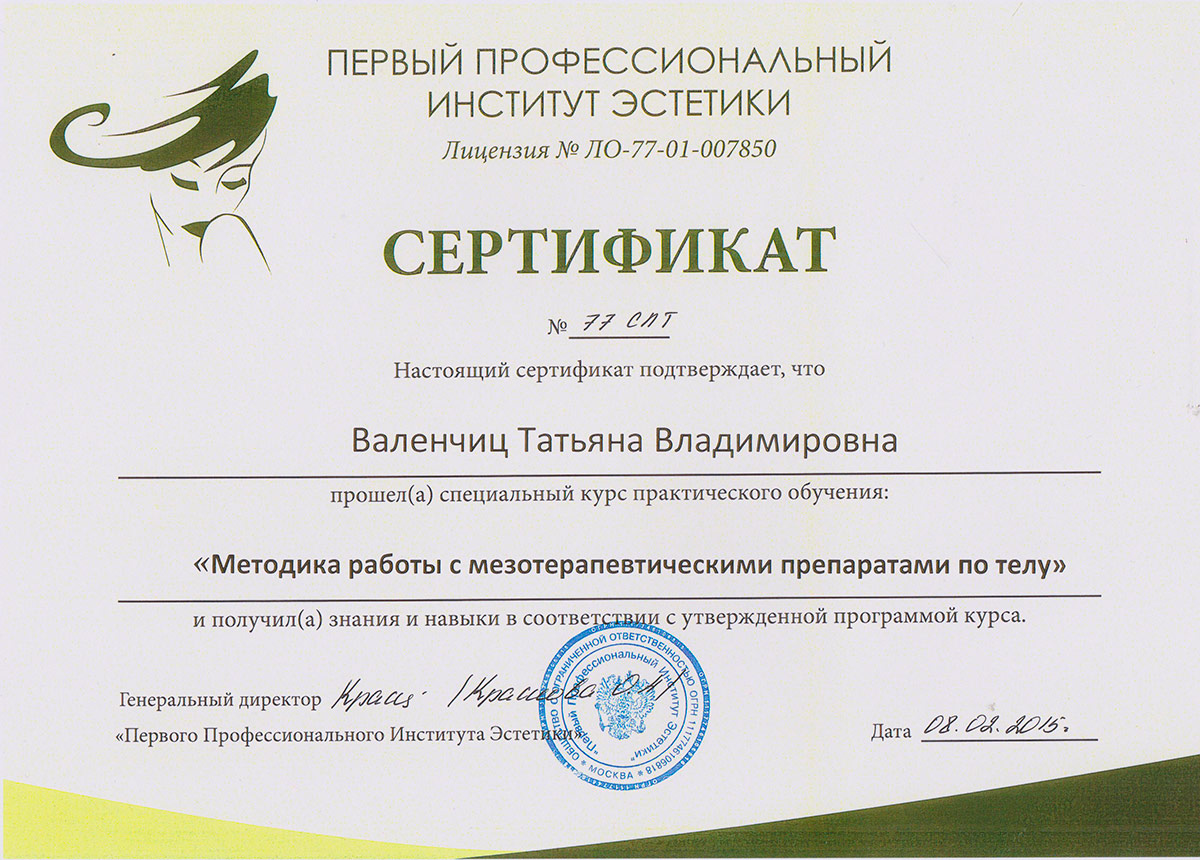 ПЕРВЫЙ ПРОФЕССИОНАЛЬНЫЙ
ИНСТИТУТ ЭСТЕТИКИ
Лицензия № ЛО-77-01-007850
СЕРТИФИКАТ
№ 77 СПТ
Настоящий сертификат подтверждает, что
Валенчиц Татьяна Владимировна
прошел(а) специальный курс практического обучения:
«Методика работы с мезотерапевтическими препаратами по телу»
и получил(а) знания и навыки в соответствии с утвержденной программой курса.
Генеральный директор
«Первого Профессионального Института Эстетики»
ОБЩЕСТВО С ОГРАНИЧЕННОЙ ОТВЕТСТВЕННОСТЬЮ ОГРН 1117746106818
* МОСКВА *
"Первый Профессиональный Институт Эстетики"
Дата 08.02.2015г.